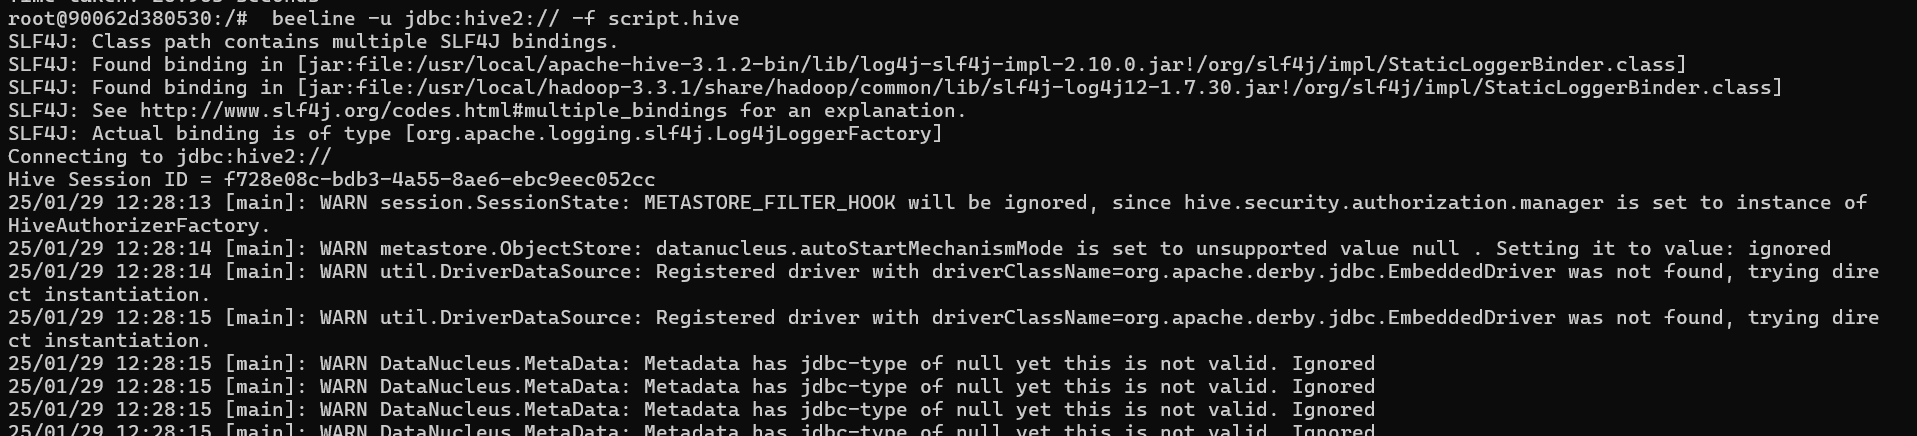 Time taken: 28.985 seconds
root@90062d380530:/#  beeline -u jdbc:hive2:// -f script.hive
SLF4J: Class path contains multiple SLF4J bindings.
SLF4J: Found binding in [jar:file:/usr/local/apache-hive-3.1.2-bin/lib/log4j-slf4j-impl-2.10.0.jar!/org/slf4j/impl/StaticLoggerBinder.class]
SLF4J: Found binding in [jar:file:/usr/local/hadoop-3.3.1/share/hadoop/common/lib/slf4j-log4j12-1.7.30.jar!/org/slf4j/impl/StaticLoggerBinder.class]
SLF4J: See http://www.slf4j.org/codes.html#multiple_bindings for an explanation.
SLF4J: Actual binding is of type [org.apache.logging.slf4j.Log4jLoggerFactory]
Connecting to jdbc:hive2://
Hive Session ID = f728e08c-bdb3-4a55-8ae6-ebc9eec052cc
25/01/29 12:28:13 [main]: WARN session.SessionState: METASTORE_FILTER_HOOK will be ignored, since hive.security.authorization.manager is set to instance of
HiveAuthorizerFactory.
25/01/29 12:28:14 [main]: WARN metastore.ObjectStore: datanucleus.autoStartMechanismMode is set to unsupported value null . Setting it to value: ignored
25/01/29 12:28:14 [main]: WARN util.DriverDataSource: Registered driver with driverClassName=org.apache.derby.jdbc.EmbeddedDriver was not found, trying dire
ct instantiation.
25/01/29 12:28:15 [main]: WARN util.DriverDataSource: Registered driver with driverClassName=org.apache.derby.jdbc.EmbeddedDriver was not found, trying dire
ct instantiation.
25/01/29 12:28:15 [main]: WARN DataNucleus.MetaData: Metadata has jdbc-type of null yet this is not valid. Ignored
25/01/29 12:28:15 [main]: WARN DataNucleus.MetaData: Metadata has jdbc-type of null yet this is not valid. Ignored
25/01/29 12:28:15 [main]: WARN DataNucleus.MetaData: Metadata has jdbc-type of null yet this is not valid. Ignored
25/01/29 12:28:15 [main]: WARN DataNucleus.MetaData: Metadata has jdbc-type of null yet this is not valid. Ignored